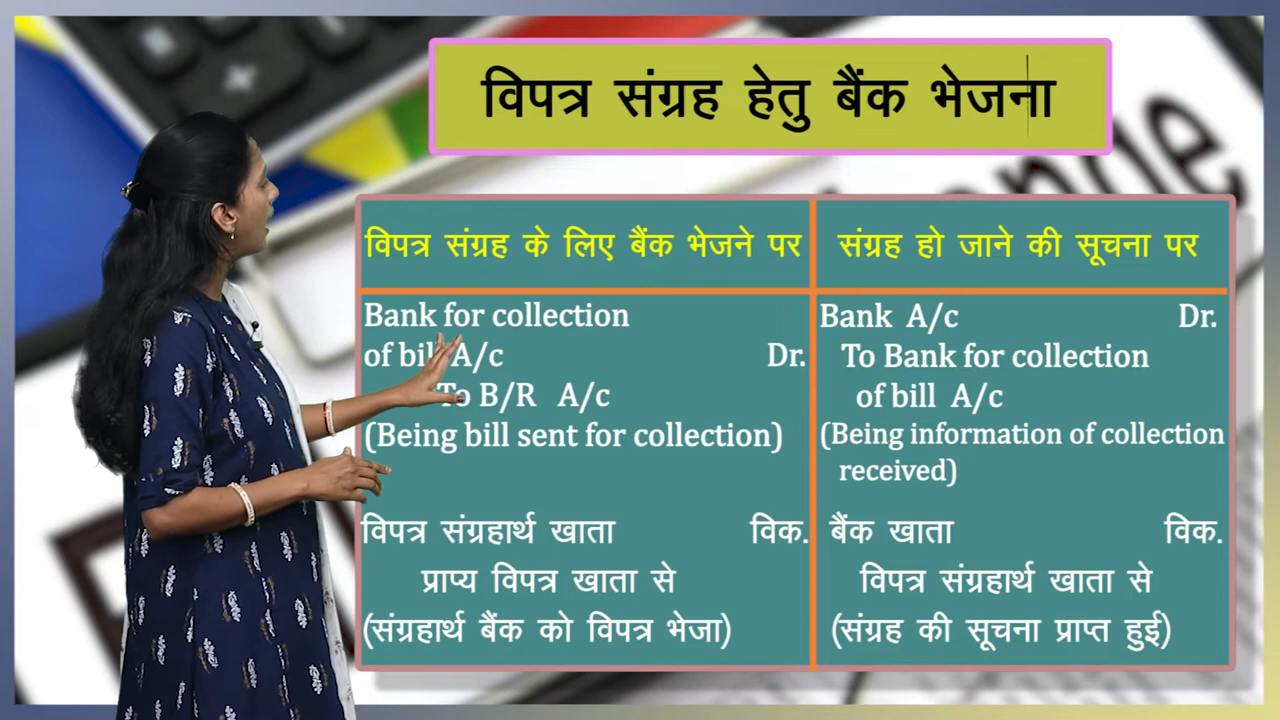 विपत्र संग्रह हेतु बैंक भेजना
विपत्र संग्रह के लिए बैंक भेजने पर
Bank for collection
of bill A/c Dr.
To B/R A/c
(Being bill sent for collection)
विपत्र संग्रहार्थ खाता विक.
प्राप्य विपत्र खाता से
(संग्रहार्थ बैंक को विपत्र भेजा)
संग्रह हो जाने की सूचना पर
Bank A/c Dr.
To Bank for collection
of bill A/c
(Being information of collection
received)
बैंक खाता विक.
विपत्र संग्रहार्थ खाता से
(संग्रह की सूचना प्राप्त हुई)